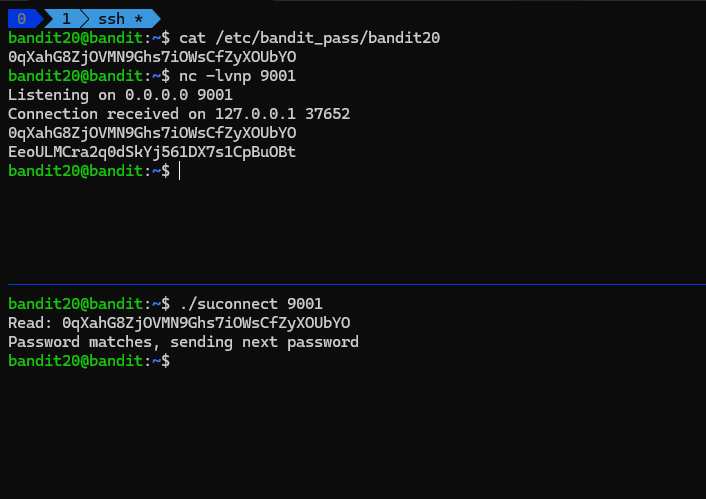 0 1 ssh *
bandit20@bandit:~$ cat /etc/bandit_pass/bandit20
0qXahG8ZjOVMN9Ghs7iOWsCfZyXOUbYO
bandit20@bandit:~$ nc -lvnp 9001
Listening on 0.0.0.0 9001
Connection received on 127.0.0.1 37652
0qXahG8ZjOVMN9Ghs7iOWsCfZyXOUbYO
EeoULMCra2q0dSkYj561DX7s1CpBuOBt
bandit20@bandit:~$
bandit20@bandit:~$ ./suconnect 9001
Read: 0qXahG8ZjOVMN9Ghs7iOWsCfZyXOUbYO
Password matches, sending next password
bandit20@bandit:~$